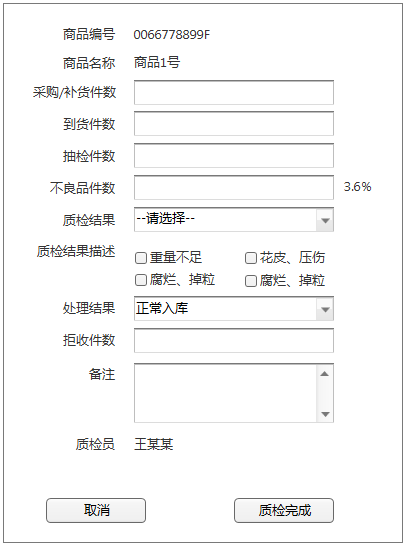 商品编号 0066778899F
商品名称 商品1号
采购/补货件数
到货件数
抽检件数
不良品件数 3.6%
质检结果 --请选择--
质检结果描述 重量不足 花皮、压伤
腐烂、掉粒 腐烂、掉粒
处理结果 正常入库
拒收件数
备注
质检员 王某某
取消 质检完成